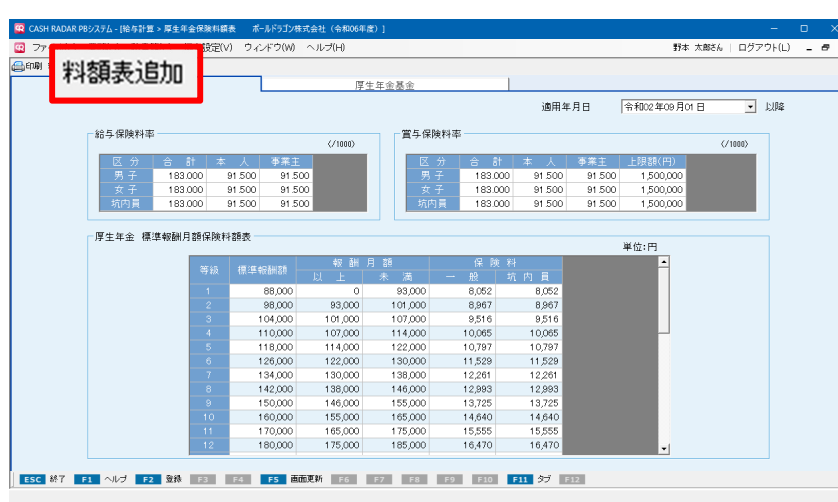 CASH RADAR PBシステム - [給与計算 > 厚生年金保険料額表 ボールドラゴン株式会社（令和06年度）]
ファ 設定(V) ウィンドウ(W) ヘルプ(H) 野本 太郎さん ログアウト(L)
印刷
料額表追加
厚生年金基金
適用年月日 令和02年09月01日 以降
給与保険料率
(/1000)
区 分 合 計 本 人 事業主
男 子 183.000 91.500 91.500
女 子 183.000 91.500 91.500
坑内員 183.000 91.500 91.500
賞与保険料率
(/1000)
区 分 合 計 本 人 事業主 上限額(円)
男 子 183.000 91.500 91.500 1,500,000
女 子 183.000 91.500 91.500 1,500,000
坑内員 183.000 91.500 91.500 1,500,000
厚生年金 標準報酬月額保険料額表
単位:円
等級 標準報酬額 報 酬 月 額 保 険 料
以 上 未 満 一 般 坑 内 員
1 88,000 0 93,000 8,052 8,052
2 98,000 93,000 101,000 8,967 8,967
3 104,000 101,000 107,000 9,516 9,516
4 110,000 107,000 114,000 10,065 10,065
5 118,000 114,000 122,000 10,797 10,797
6 126,000 122,000 130,000 11,529 11,529
7 134,000 130,000 138,000 12,261 12,261
8 142,000 138,000 146,000 12,993 12,993
9 150,000 146,000 155,000 13,725 13,725
10 160,000 155,000 165,000 14,640 14,640
11 170,000 165,000 175,000 15,555 15,555
12 180,000 175,000 185,000 16,470 16,470
ESC 終了 F1 ヘルプ F2 登録 F3 F4 F5 画面更新 F6 F7 F8 F9 F10 F11 タブ F12